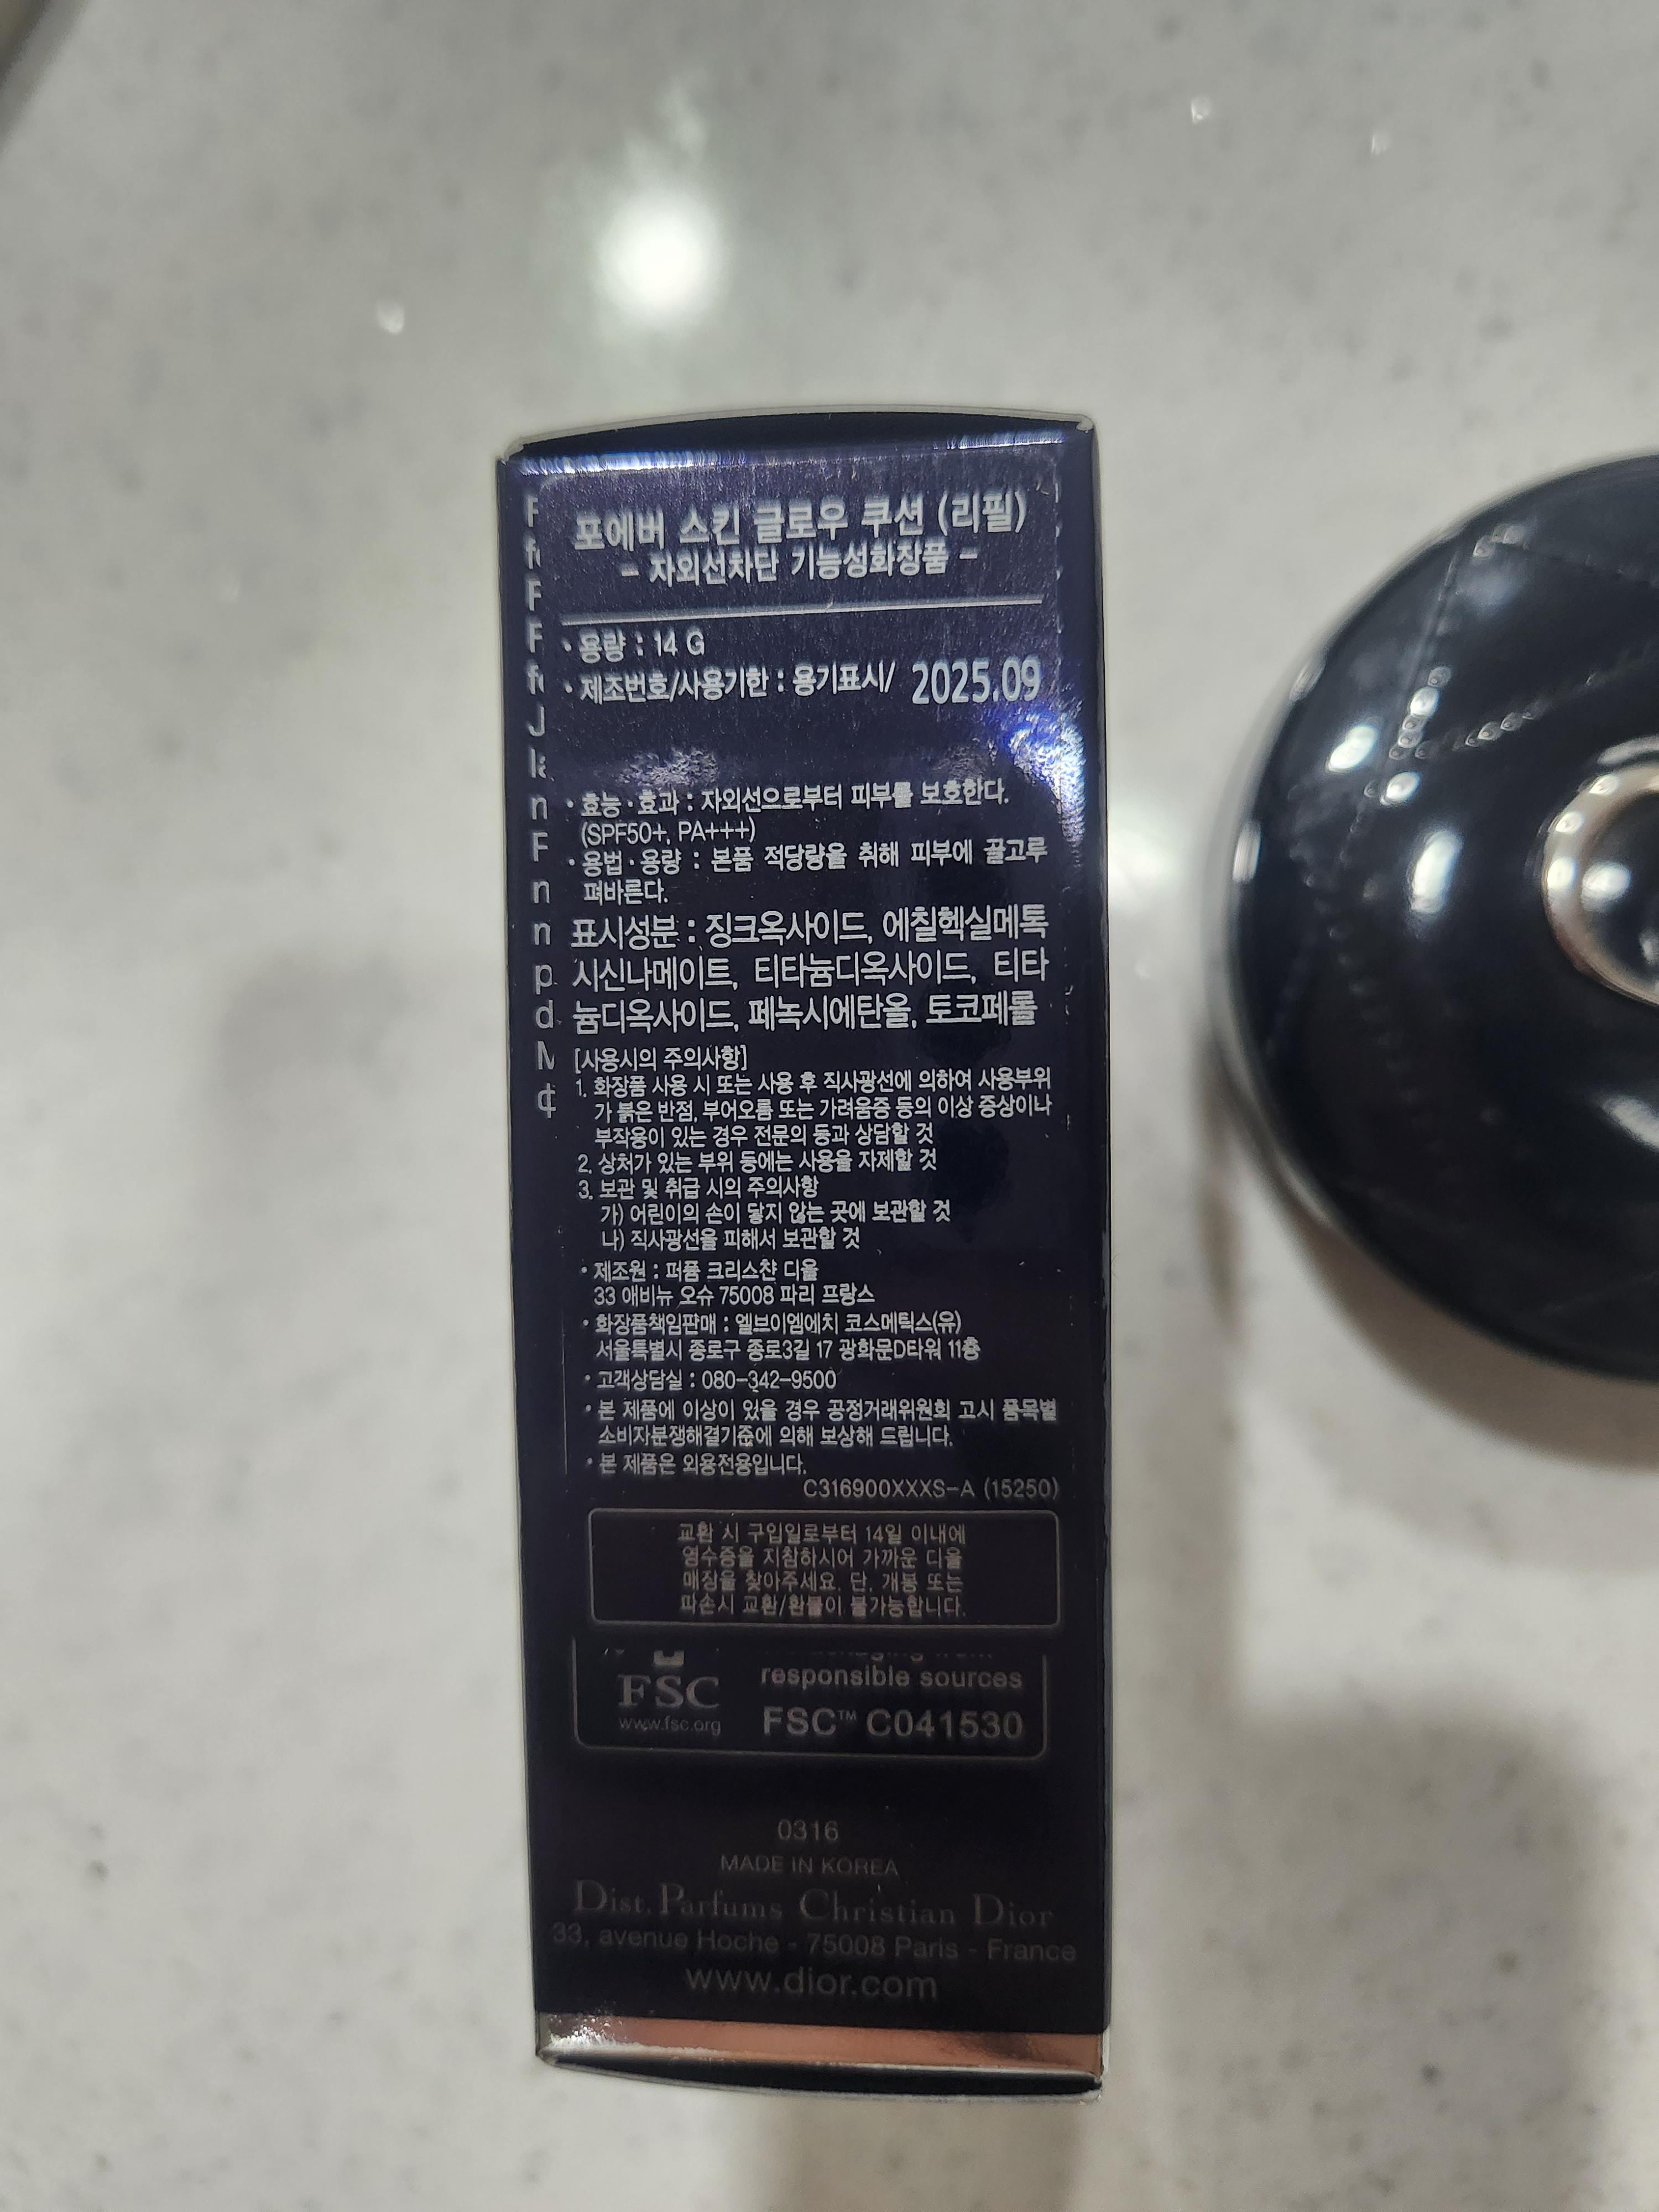 포에버 스킨 글로우 쿠션 (리필)
- 자외선차단 기능성화장품 -
· 용량 : 14 G
· 제조번호/사용기한 : 용기표시/ 2025.09
· 효능 · 효과 : 자외선으로부터 피부를 보호한다.
(SPF50+, PA+++)
· 용법 · 용량 : 본품 적당량을 취해 피부에 골고루
펴바른다.
표시성분 : 징크옥사이드, 에칠헥실메톡
시신나메이트, 티타늄디옥사이드, 티타
늄디옥사이드, 페녹시에탄올, 토코페롤
[사용시의 주의사항]
1. 화장품 사용 시 또는 사용 후 직사광선에 의하여 사용부위
가 붉은 반점, 부어오름 또는 가려움증 등의 이상 증상이나
부작용이 있는 경우 전문의 등과 상담할 것
2. 상처가 있는 부위 등에는 사용을 자제할 것
3. 보관 및 취급 시의 주의사항
가) 어린이의 손이 닿지 않는 곳에 보관할 것
나) 직사광선을 피해서 보관할 것
· 제조원 : 퍼퓸 크리스챤 디올
33 애비뉴 오슈 75008 파리 프랑스
· 화장품책임판매 : 엘브이엠에치 코스메틱스(유)
서울특별시 종로구 종로3길 17 광화문D타워 11층
· 고객상담실 : 080-342-9500
· 본 제품에 이상이 있을 경우 공정거래위원회 고시 품목별
소비자분쟁해결기준에 의해 보상해 드립니다.
· 본 제품은 외용전용입니다.
C316900XXXS-A (15250)
교환 시 구입일로부터 14일 이내에
영수증을 지참하시어 가까운 디올
매장을 찾아주세요. 단, 개봉 또는
파손시 교환/환불이 불가능합니다.
responsible sources
FSC
www.fsc.org
FSC™ C041530
0316
MADE IN KOREA
Dist. Parfums Christian Dior
33, avenue Hoche - 75008 Paris - France
www.dior.com